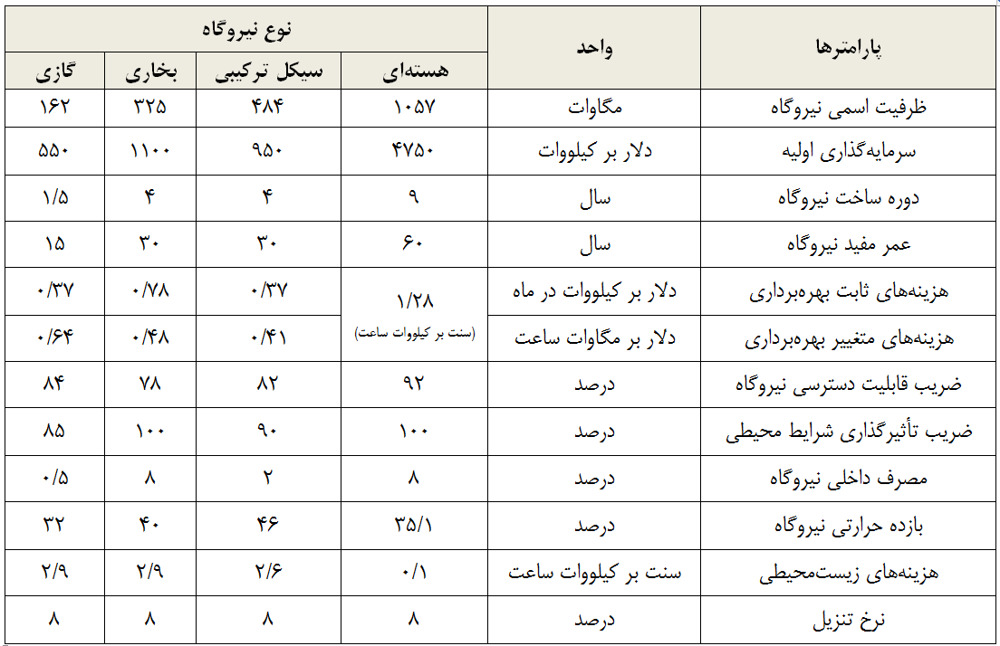 پارامترها واحد نوع نیروگاه
هسته‌ای سیکل ترکیبی بخاری گازی
ظرفیت اسمی نیروگاه مگاوات ۱۰۵۷ ۴۸۴ ۳۲۵ ۱۶۲
سرمایه‌گذاری اولیه دلار بر کیلووات ۴۷۵۰ ۹۵۰ ۱۱۰۰ ۵۵۰
دوره ساخت نیروگاه سال ۹ ۴ ۴ ۱/۵
عمر مفید نیروگاه سال ۶۰ ۳۰ ۳۰ ۱۵
هزینه‌های ثابت بهره‌برداری دلار بر کیلووات در ماه ۱/۲۸ ۰/۳۷ ۰/۷۸ ۰/۳۷
هزینه‌های متغییر بهره‌برداری دلار بر مگاوات ساعت (سنت بر کیلووات ساعت) ۰/۴۱ ۰/۴۸ ۰/۶۴
ضریب قابلیت دسترسی نیروگاه درصد ۹۲ ۸۲ ۷۸ ۸۴
ضریب تأثیرگذاری شرایط محیطی درصد ۱۰۰ ۹۰ ۱۰۰ ۸۵
مصرف داخلی نیروگاه درصد ۸ ۲ ۸ ۰/۵
بازده حرارتی نیروگاه درصد ۳۵/۱ ۴۶ ۴۰ ۳۲
هزینه‌های زیست‌محیطی سنت بر کیلووات ساعت ۰/۱ ۲/۶ ۲/۹ ۲/۹
نرخ تنزیل درصد ۸ ۸ ۸ ۸